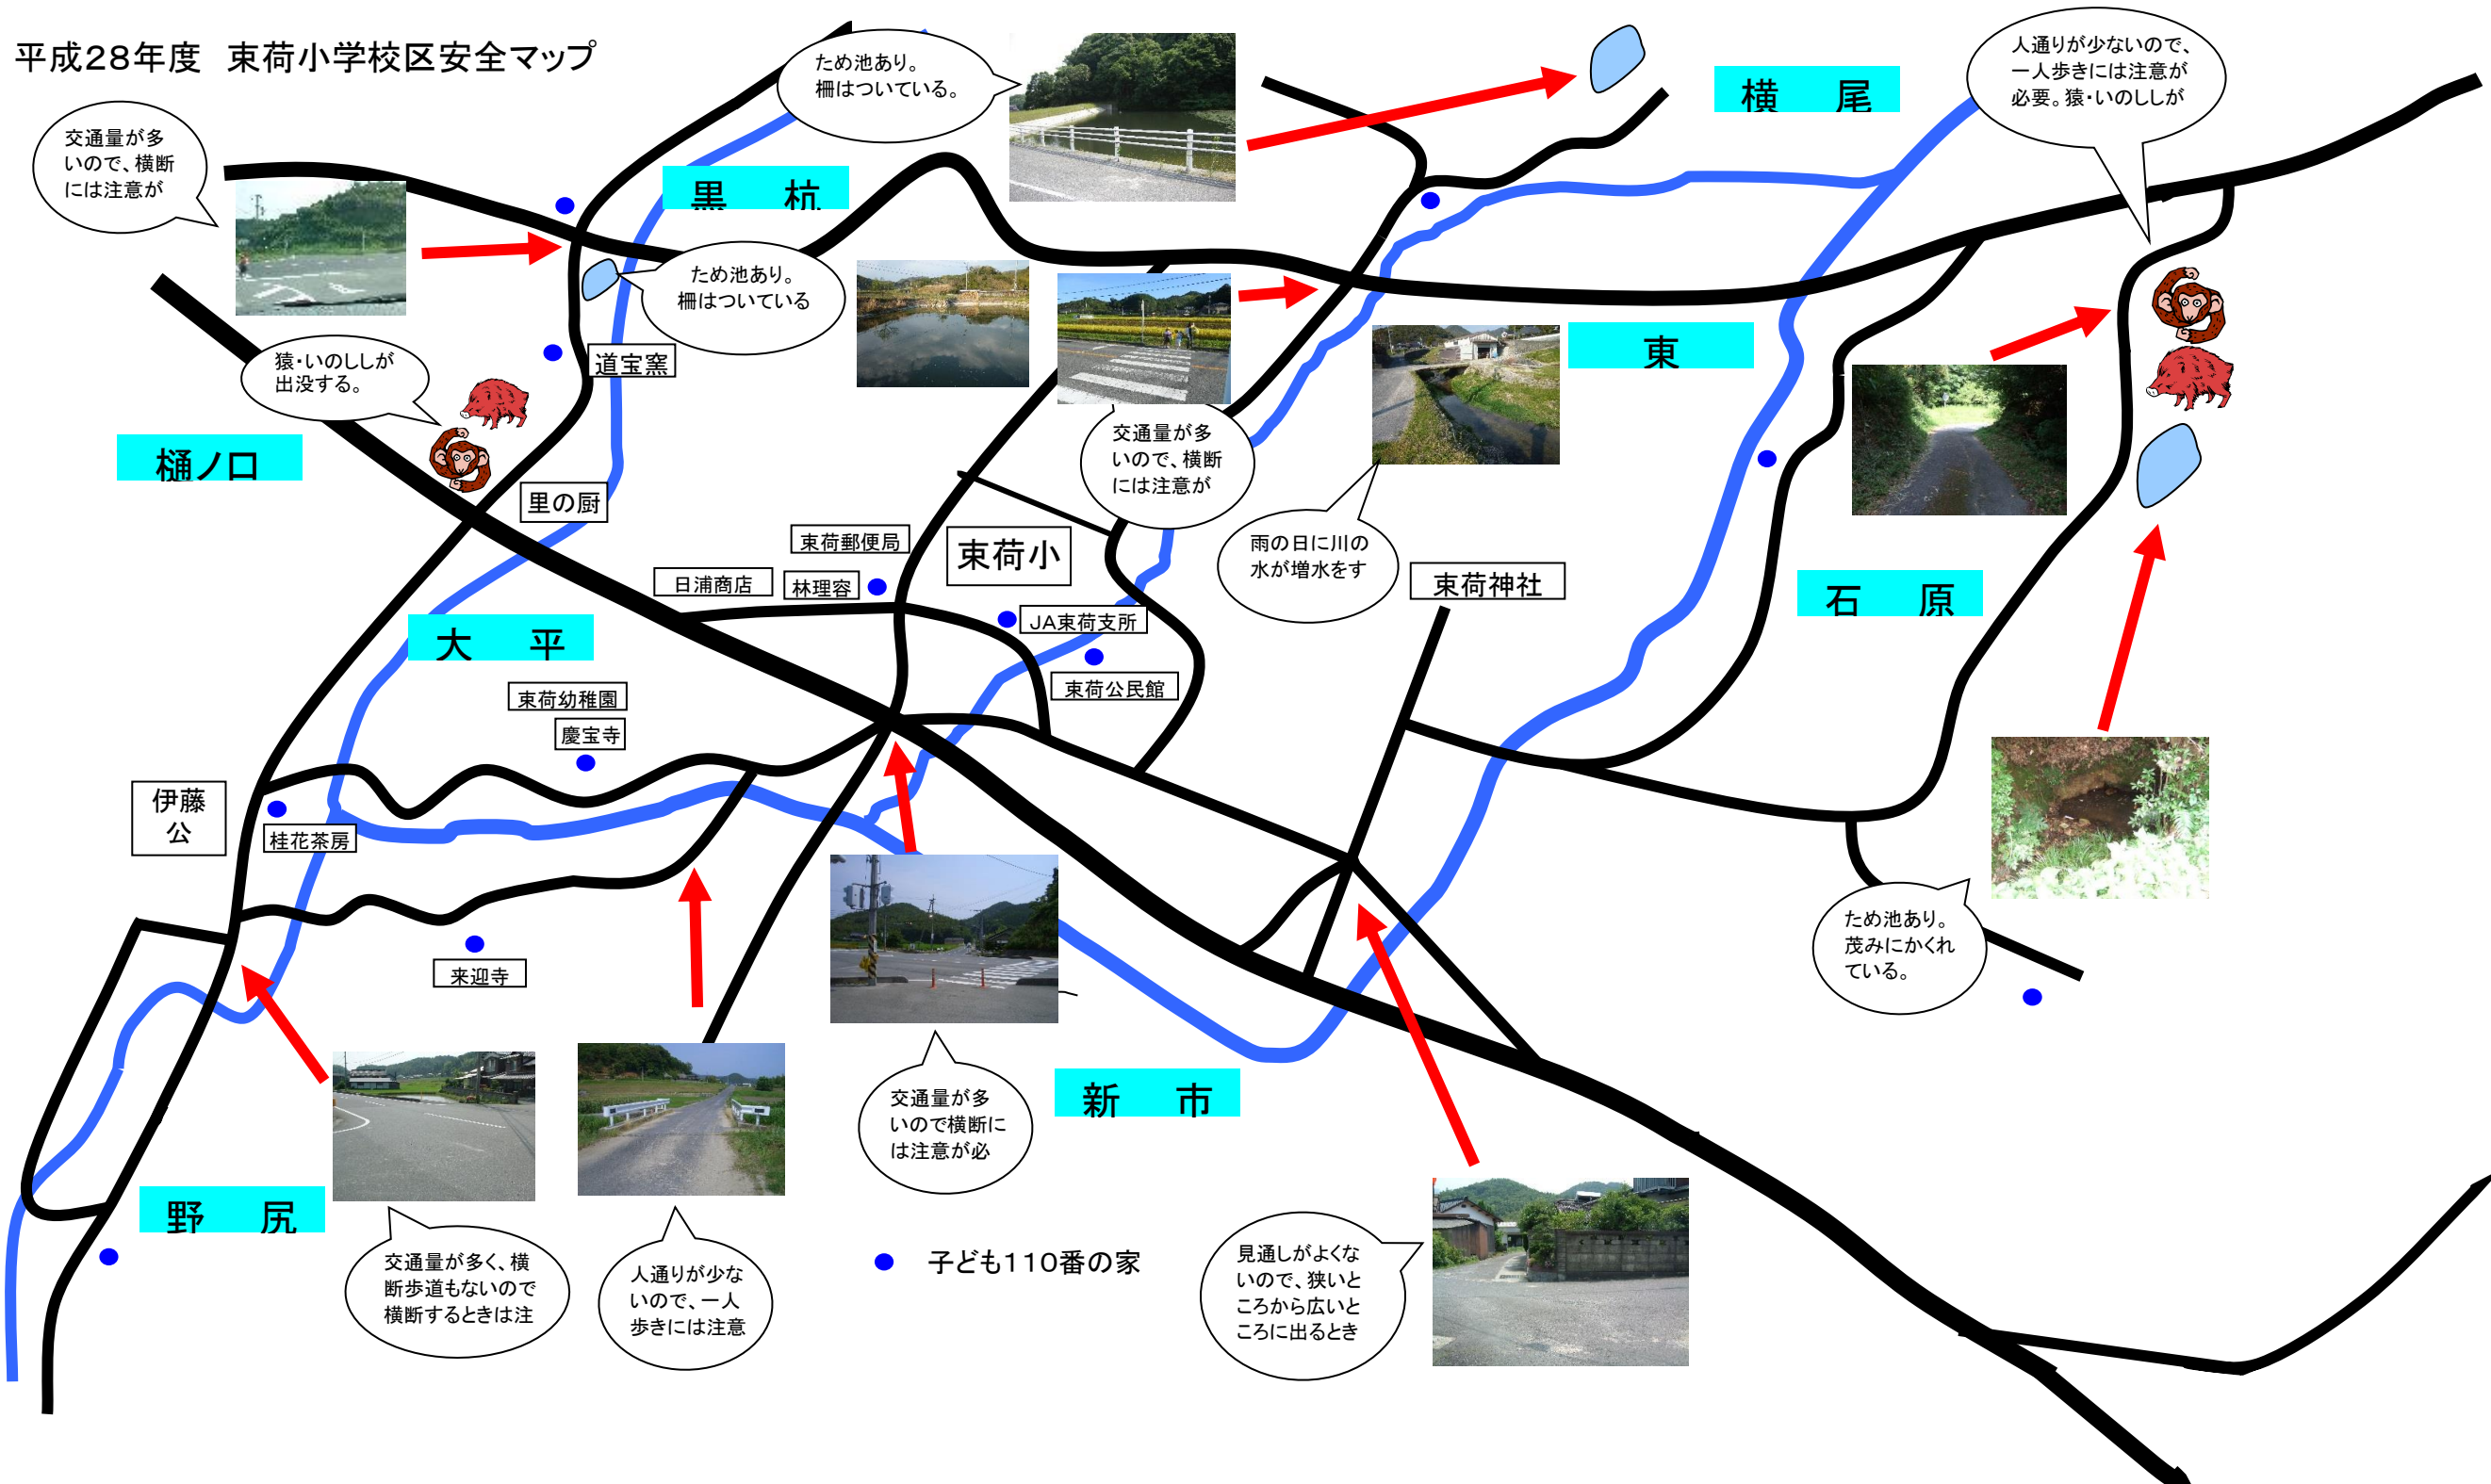 平成28年度 束荷小学校区安全マップ
ため池あり。
柵はついている。
人通りが少ないので、
一人歩きには注意が
必要。猿・いのししが
横 尾
交通量が多
いので、横断
には注意が
黒 杭
ため池あり。
柵はついている
道宝窯
猿・いのししが
出没する。
東
樋ノ口
交通量が多
いので、横断
には注意が
里の厨
束荷郵便局
束荷小
雨の日に川の
水が増水をす
日浦商店
林理容
束荷神社
石 原
JA束荷支所
大 平
束荷公民館
束荷幼稚園
慶宝寺
伊藤
公
桂花茶房
来迎寺
ため池あり。
茂みにかくれ
ている。
新 市
交通量が多
いので横断に
は注意が必
野 尻
交通量が多く、横
断歩道もないので
横断するときは注
人通りが少な
いので、一人
歩きには注意
子ども110番の家
見通しがよくな
いので、狭いと
ころから広いと
ころに出るとき